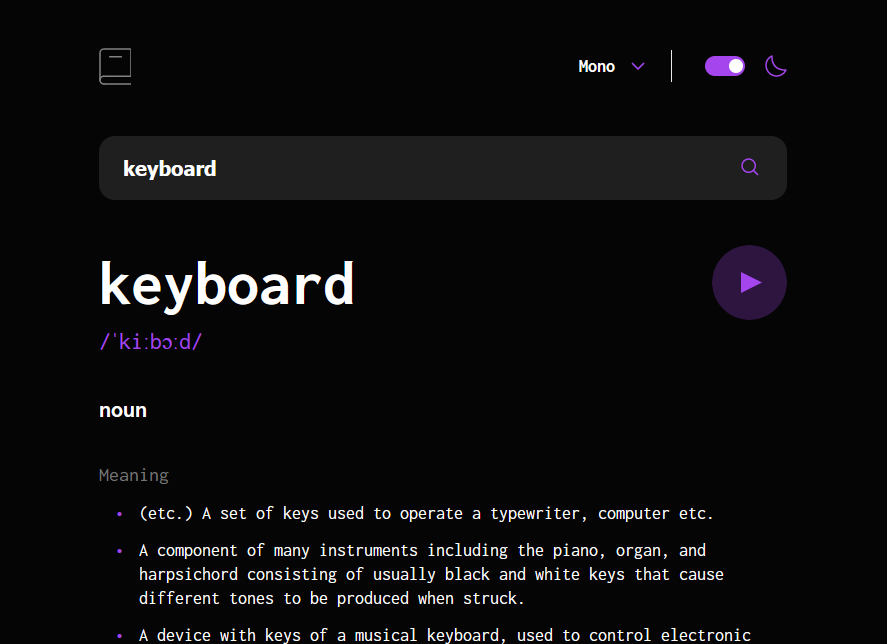 Mono
keyboard
keyboard
/ˈkiːbɔːd/
noun
Meaning
• (etc.) A set of keys used to operate a typewriter, computer etc.
• A component of many instruments including the piano, organ, and
harpsichord consisting of usually black and white keys that cause
different tones to be produced when struck.
• A device with keys of a musical keyboard, used to control electronic